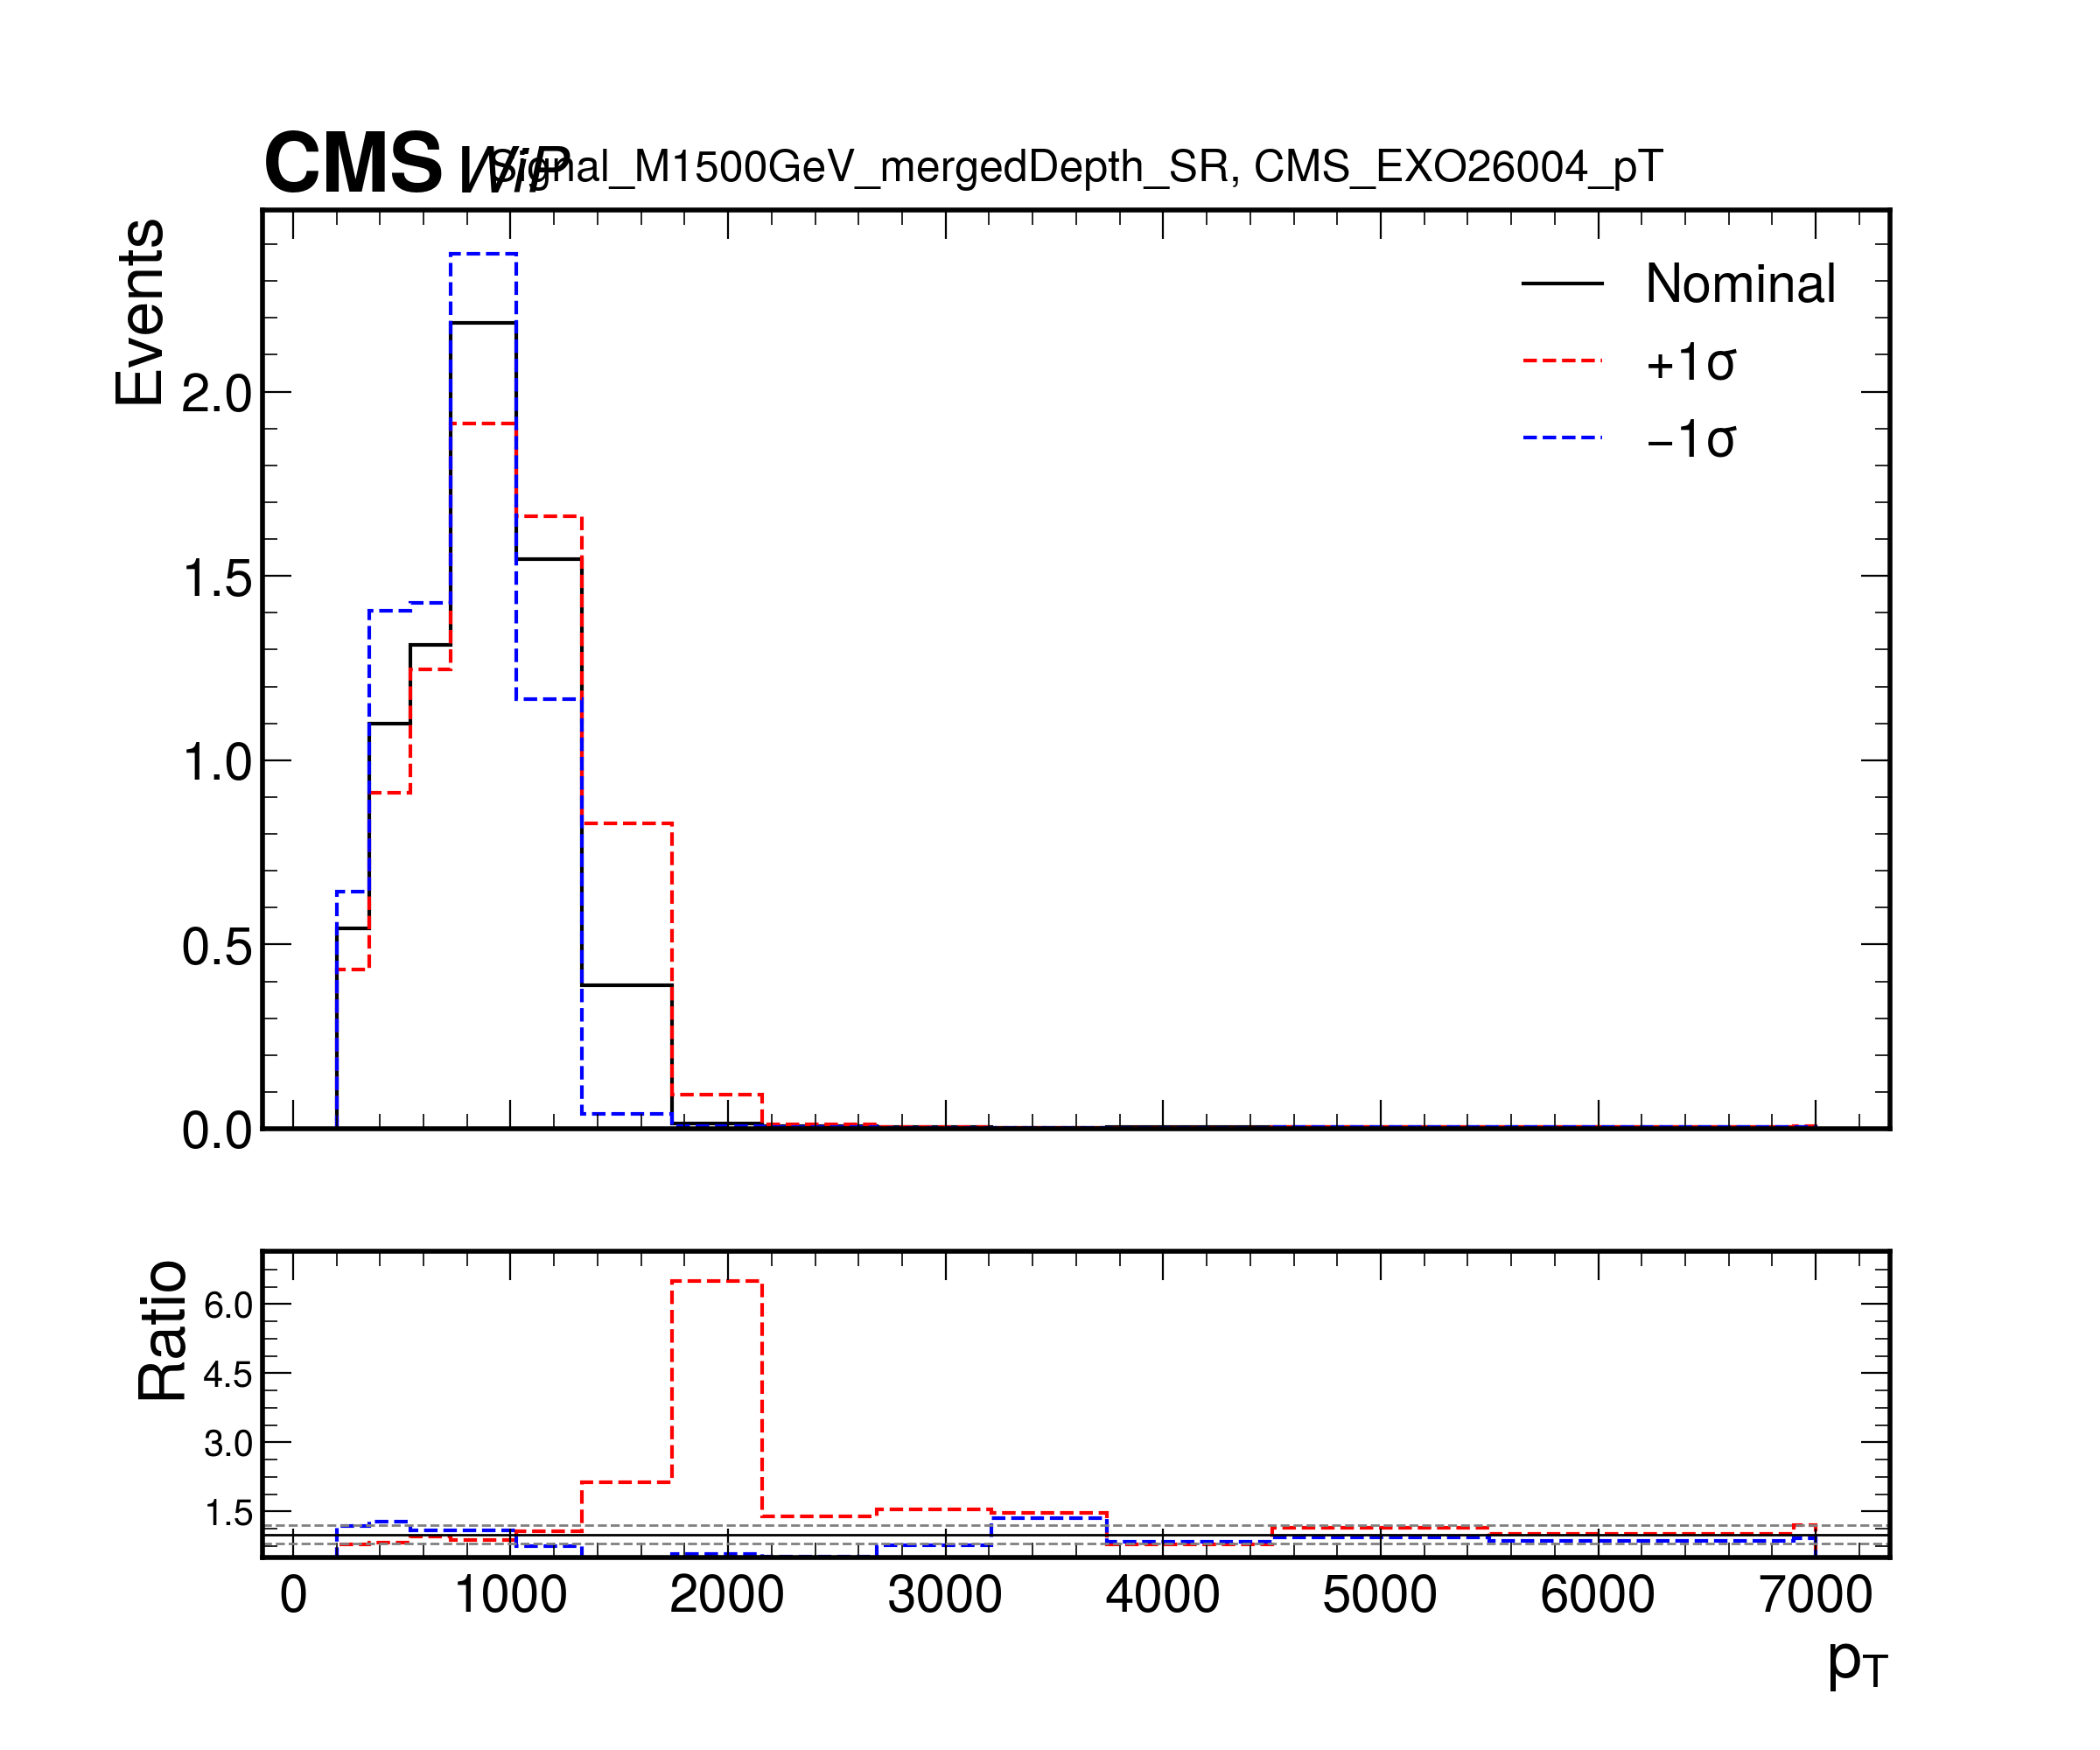 CMS WiP Signal_M1500GeV_mergedDepth_SR, CMS_EXO26004_pT
Events
Nominal
+1σ
−1σ
2.0
1.5
1.0
0.5
0.0
Ratio
6.0
4.5
3.0
1.5
0 1000 2000 3000 4000 5000 6000 7000
pT